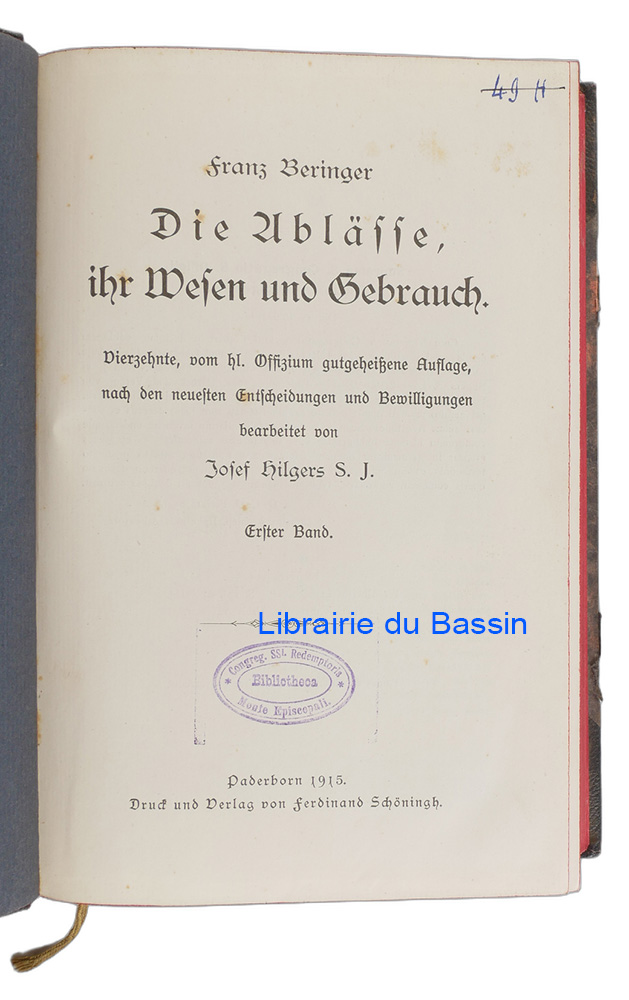 49 H
Franz Beringer
Die Ablässe,
ihr Wesen und Gebrauch.
Vierzehnte, vom hl. Offizium gutgeheißene Auflage,
nach den neuesten Entscheidungen und Bewilligungen
bearbeitet von
Josef Hilgers S. J.
Erster Band.
Librairie du Bassin
Congreg. SSi. Redemptoris
Bibliotheca
Monte Episcopali.
Paderborn 1915.
Druck und Verlag von Ferdinand Schöningh.